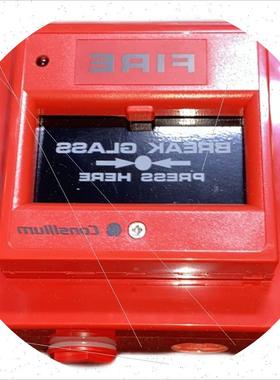 FIRE
BREAK GLASS
PRESS HERE
Consilium